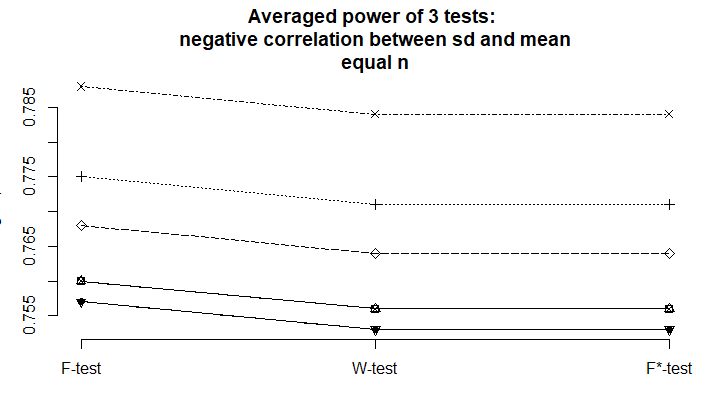 Averaged power of 3 tests:
negative correlation between sd and mean
equal n
0.785
0.775
0.765
0.755
F-test
W-test
F*-test